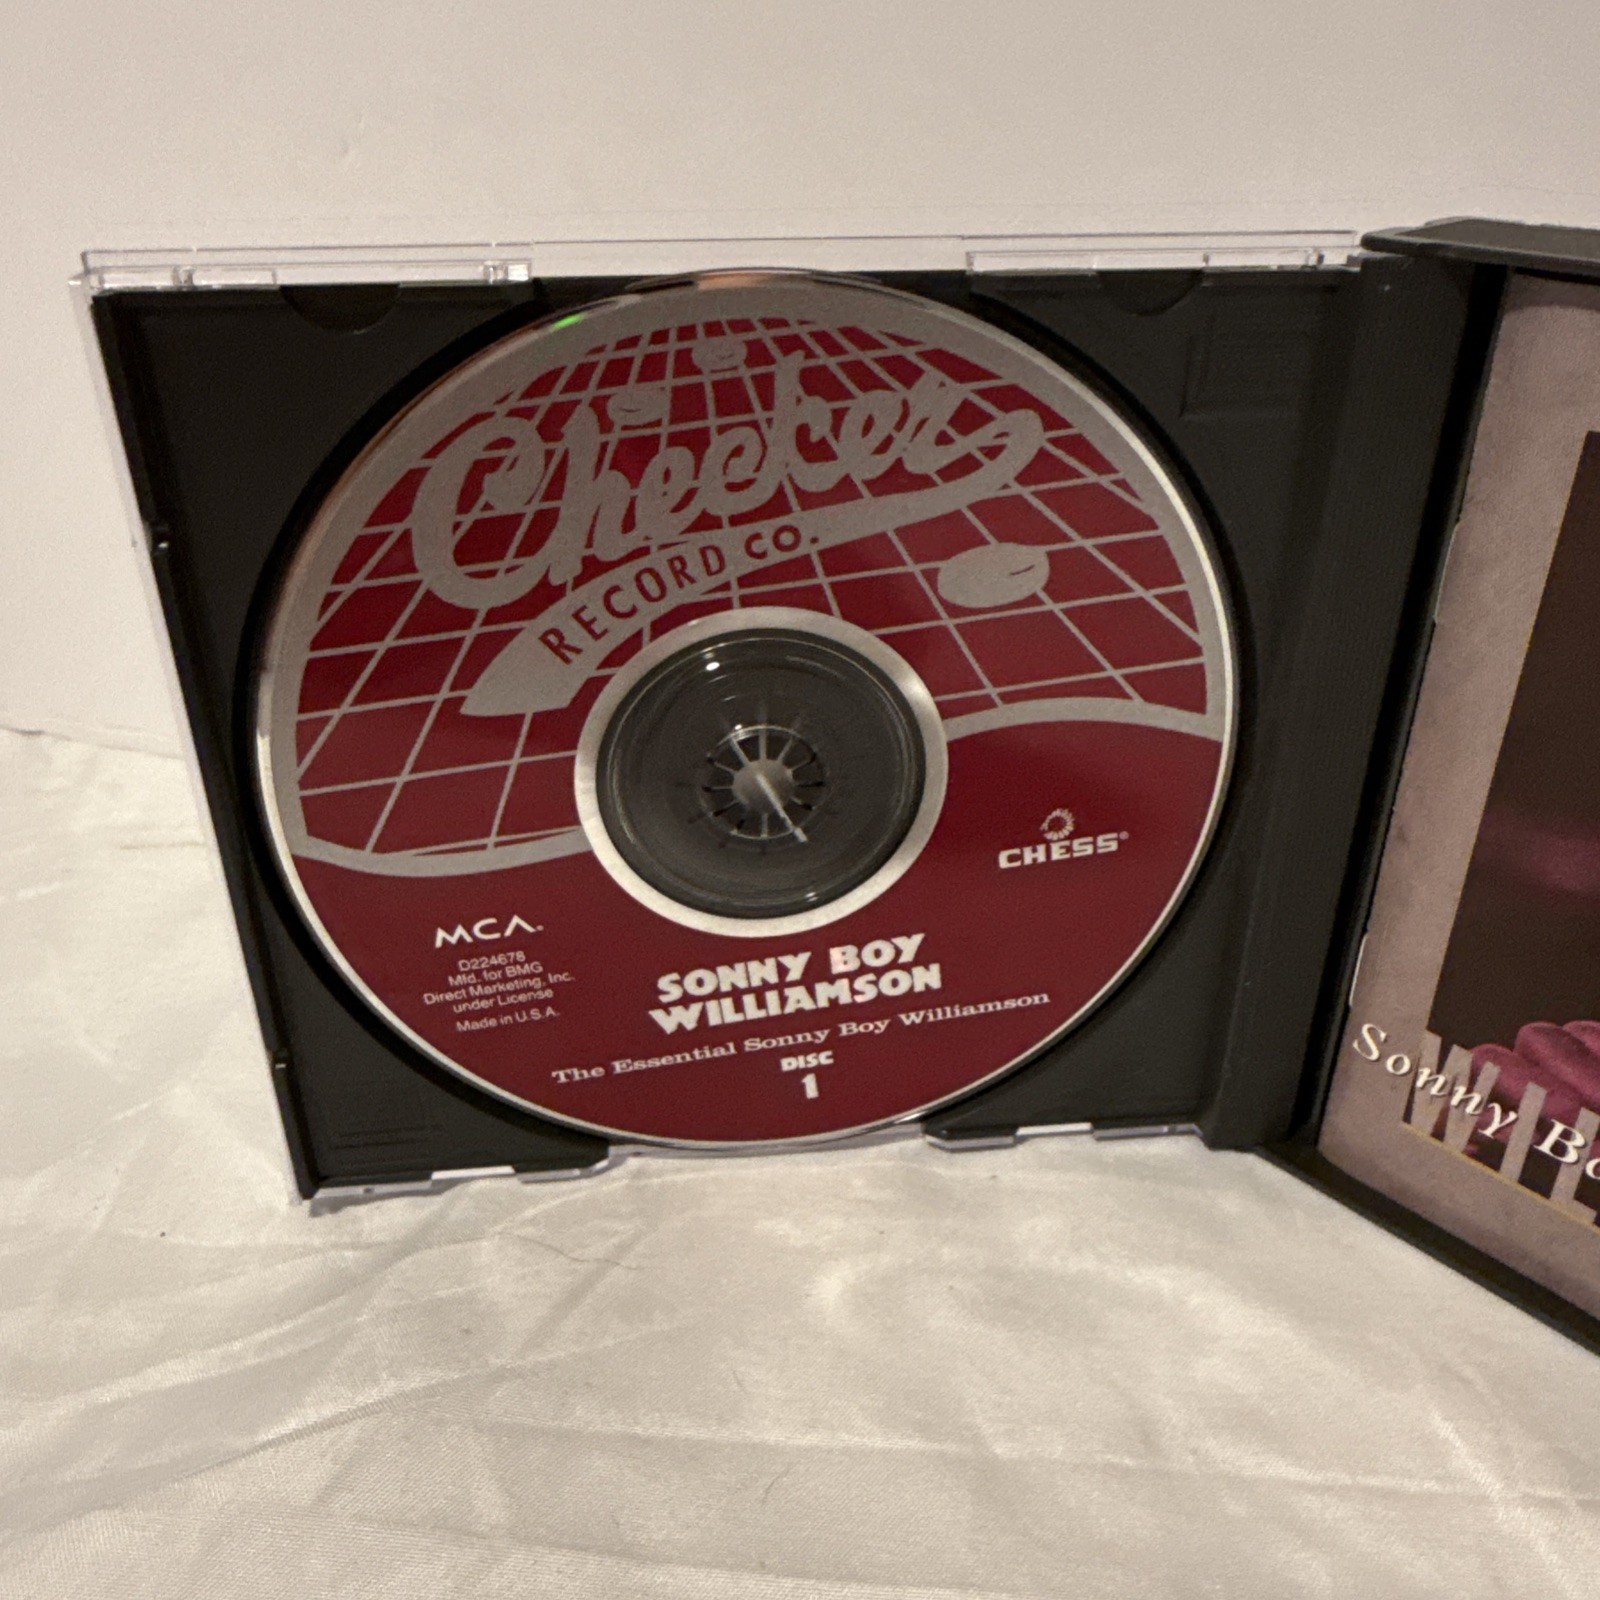 Checker
RECORD CO.
CHESS®
MCA®
D224678
Mfd. for BMG
Direct Marketing, Inc.
under License
Made in U.S.A.
SONNY BOY
WILLIAMSON
The Essential Sonny Boy Williamson
DISC
1
Sonny